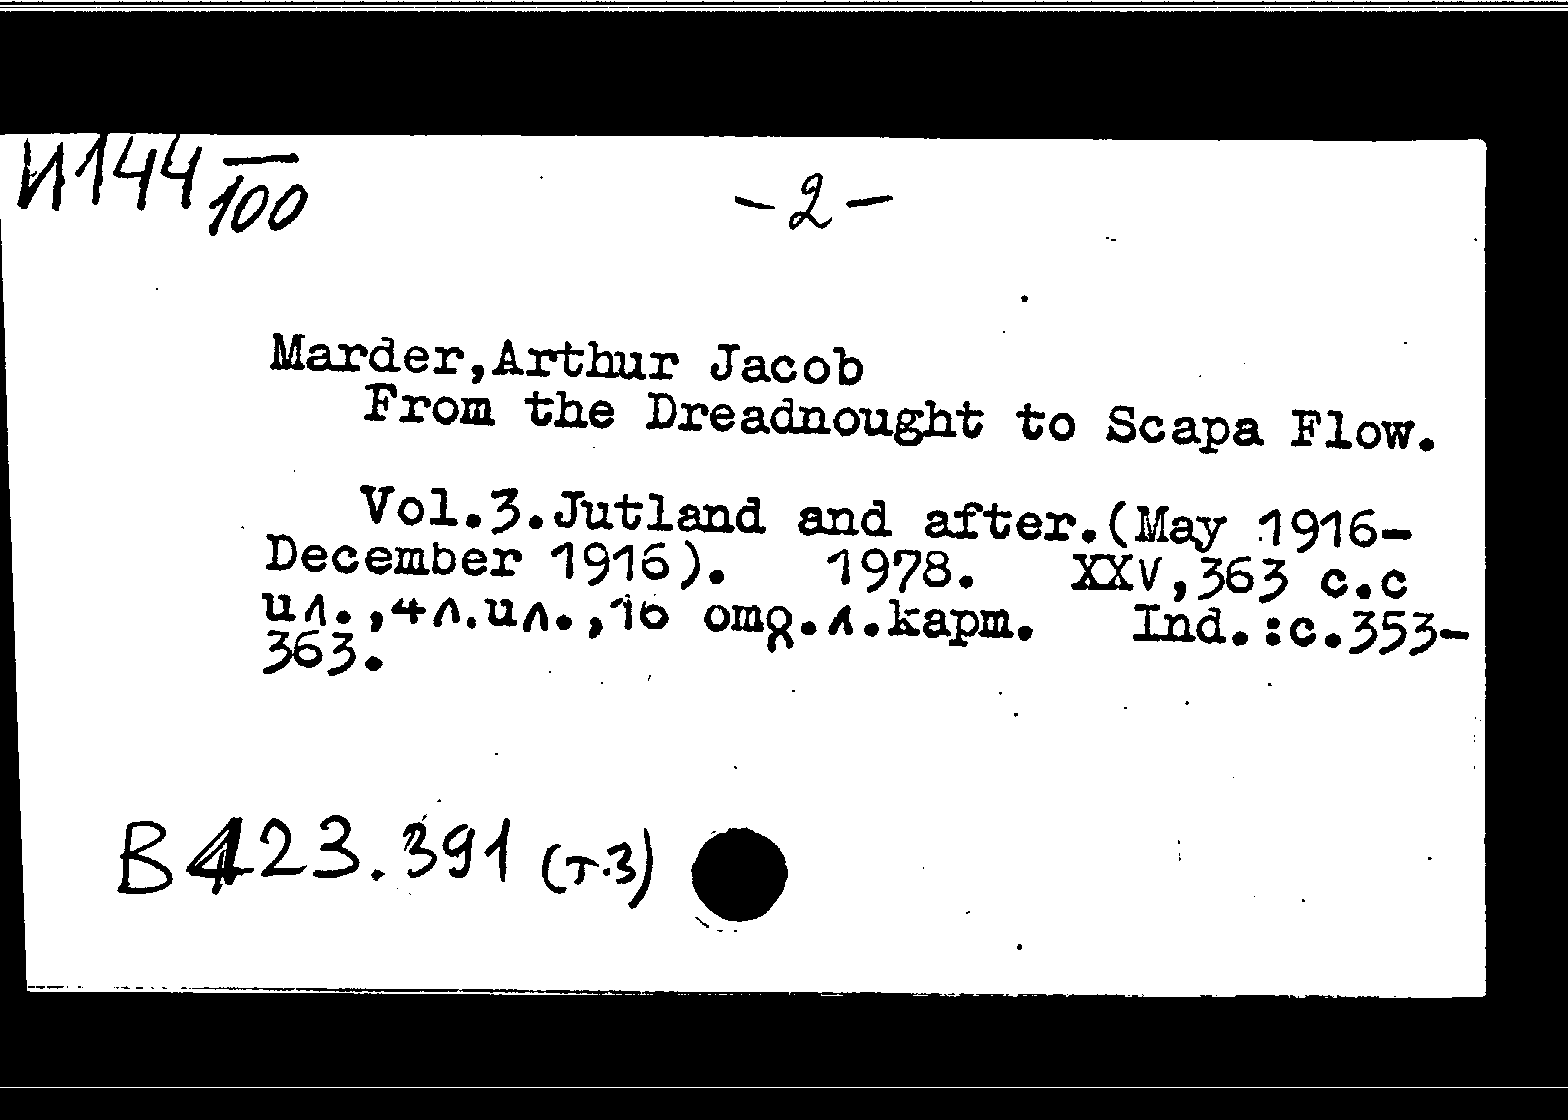 И144 —/100
-2-
Marder,Arthur Jacob
From the Dreadnought to Scapa Flow.
Vol.3.Jutland and after.(May 1916-
December 1916). 1978. XXV,363 с.с
ил.,4л.ил.,16 отд.л.карт. Ind.:с.353-
363.
В423.391 (т.3)